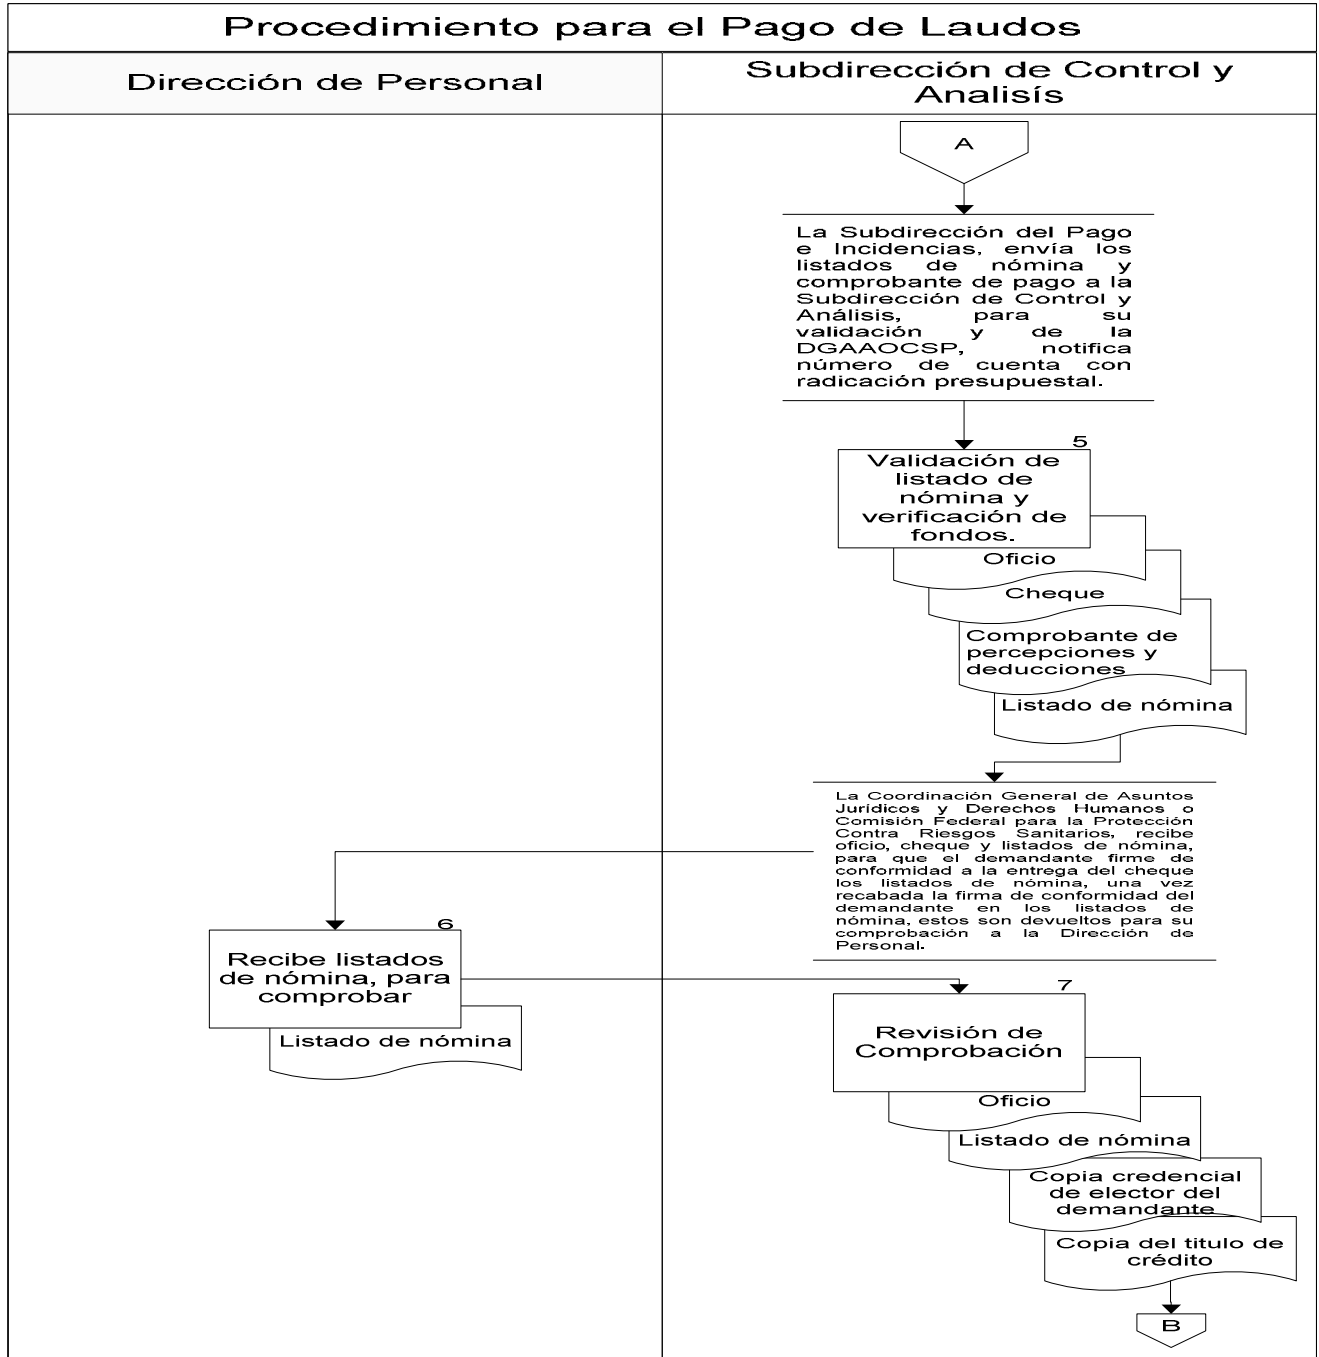 Procedimiento para el Pago de Laudos
Dirección de Personal
Subdirección de Control y
Analisís
A
La Subdirección del Pago
e Incidencias, envía los
listados de nómina y
comprobante de pago a la
Subdirección de Control y
Análisis, para su
validación y de la
DGAAOCSP, notifica
número de cuenta con
radicación presupuestal.
5
Validación de
listado de
nómina y
verificación de
fondos.
Oficio
Cheque
Comprobante de
percepciones y
deducciones
Listado de nómina
La Coordinación General de Asuntos
Jurídicos y Derechos Humanos o
Comisión Federal para la Protección
Contra Riesgos Sanitarios, recibe
oficio, cheque y listados de nómina,
para que el demandante firme de
conformidad a la entrega del cheque
los listados de nómina, una vez
recabada la firma de conformidad del
demandante en los listados de
nómina, estos son devueltos para su
comprobación a la Dirección de
Personal.
6
Recibe listados
de nómina, para
comprobar
Listado de nómina
7
Revisión de
Comprobación
Oficio
Listado de nómina
Copia credencial
de elector del
demandante
Copia del titulo de
crédito
B